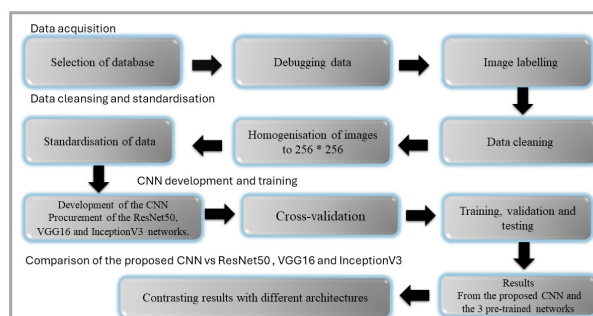 Data acquisition
Selection of database
Debugging data
Image labelling
Data cleansing and standardisation
Standardisation of data
Homogenisation of images
to 256 * 256
Data cleaning
CNN development and training
Development of the CNN
Procurement of the ResNet50,
VGG16 and InceptionV3 networks.
Cross-validation
Training, validation and
testing
Comparison of the proposed CNN vs ResNet50 , VGG16 and InceptionV3
Contrasting results with different architectures
Results
From the proposed CNN and
the 3 pre-trained networks